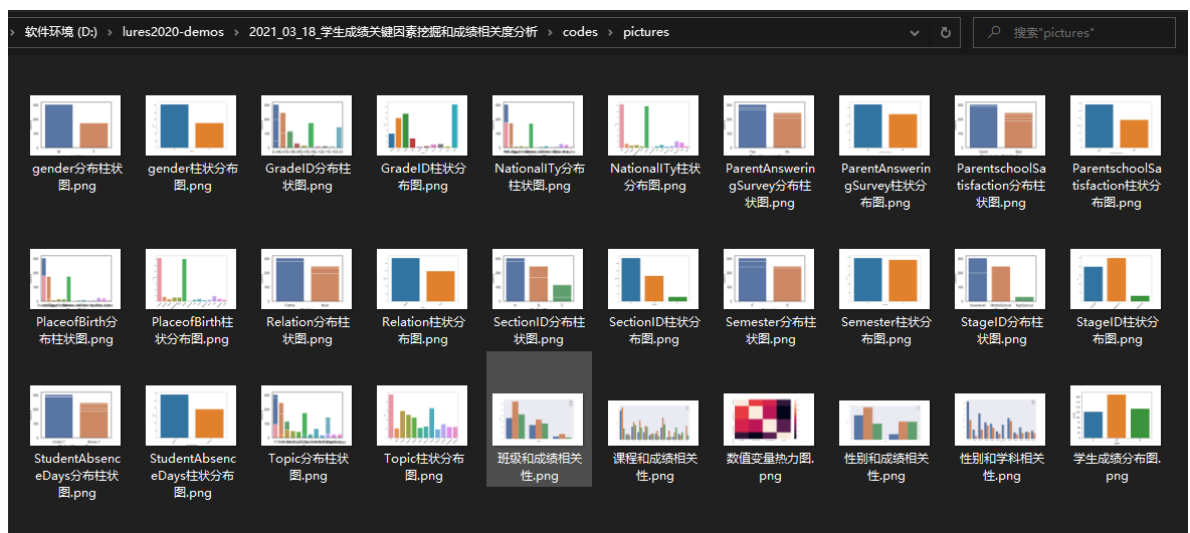 软件环境 (D:) › lures2020-demos › 2021_03_18_学生成绩关键因素挖掘和成绩相关度分析 › codes › pictures
搜索"pictures"
gender分布柱状
图.png
gender柱状分布
图.png
GradeID分布柱
状图.png
GradeID柱状分
布图.png
NationalITy分布
柱状图.png
NationalITy柱状
分布图.png
ParentAnswerin
gSurvey分布柱
状图.png
ParentAnswerin
gSurvey柱状分
布图.png
ParentschoolSa
tisfaction分布柱
状图.png
ParentschoolSa
tisfaction柱状分
布图.png
PlaceofBirth分
布柱状图.png
PlaceofBirth柱
状分布图.png
Relation分布柱
状图.png
Relation柱状分
布图.png
SectionID分布柱
状图.png
SectionID柱状分
布图.png
Semester分布柱
状图.png
Semester柱状分
布图.png
StageID分布柱
状图.png
StageID柱状分
布图.png
StudentAbsenc
eDays分布柱状
图.png
StudentAbsenc
eDays柱状分布
图.png
Topic分布柱状
图.png
Topic柱状分布
图.png
班级和成绩相关
性.png
课程和成绩相关
性.png
数值变量热力图.
png
性别和成绩相关
性.png
性别和学科相关
性.png
学生成绩分布图.
png